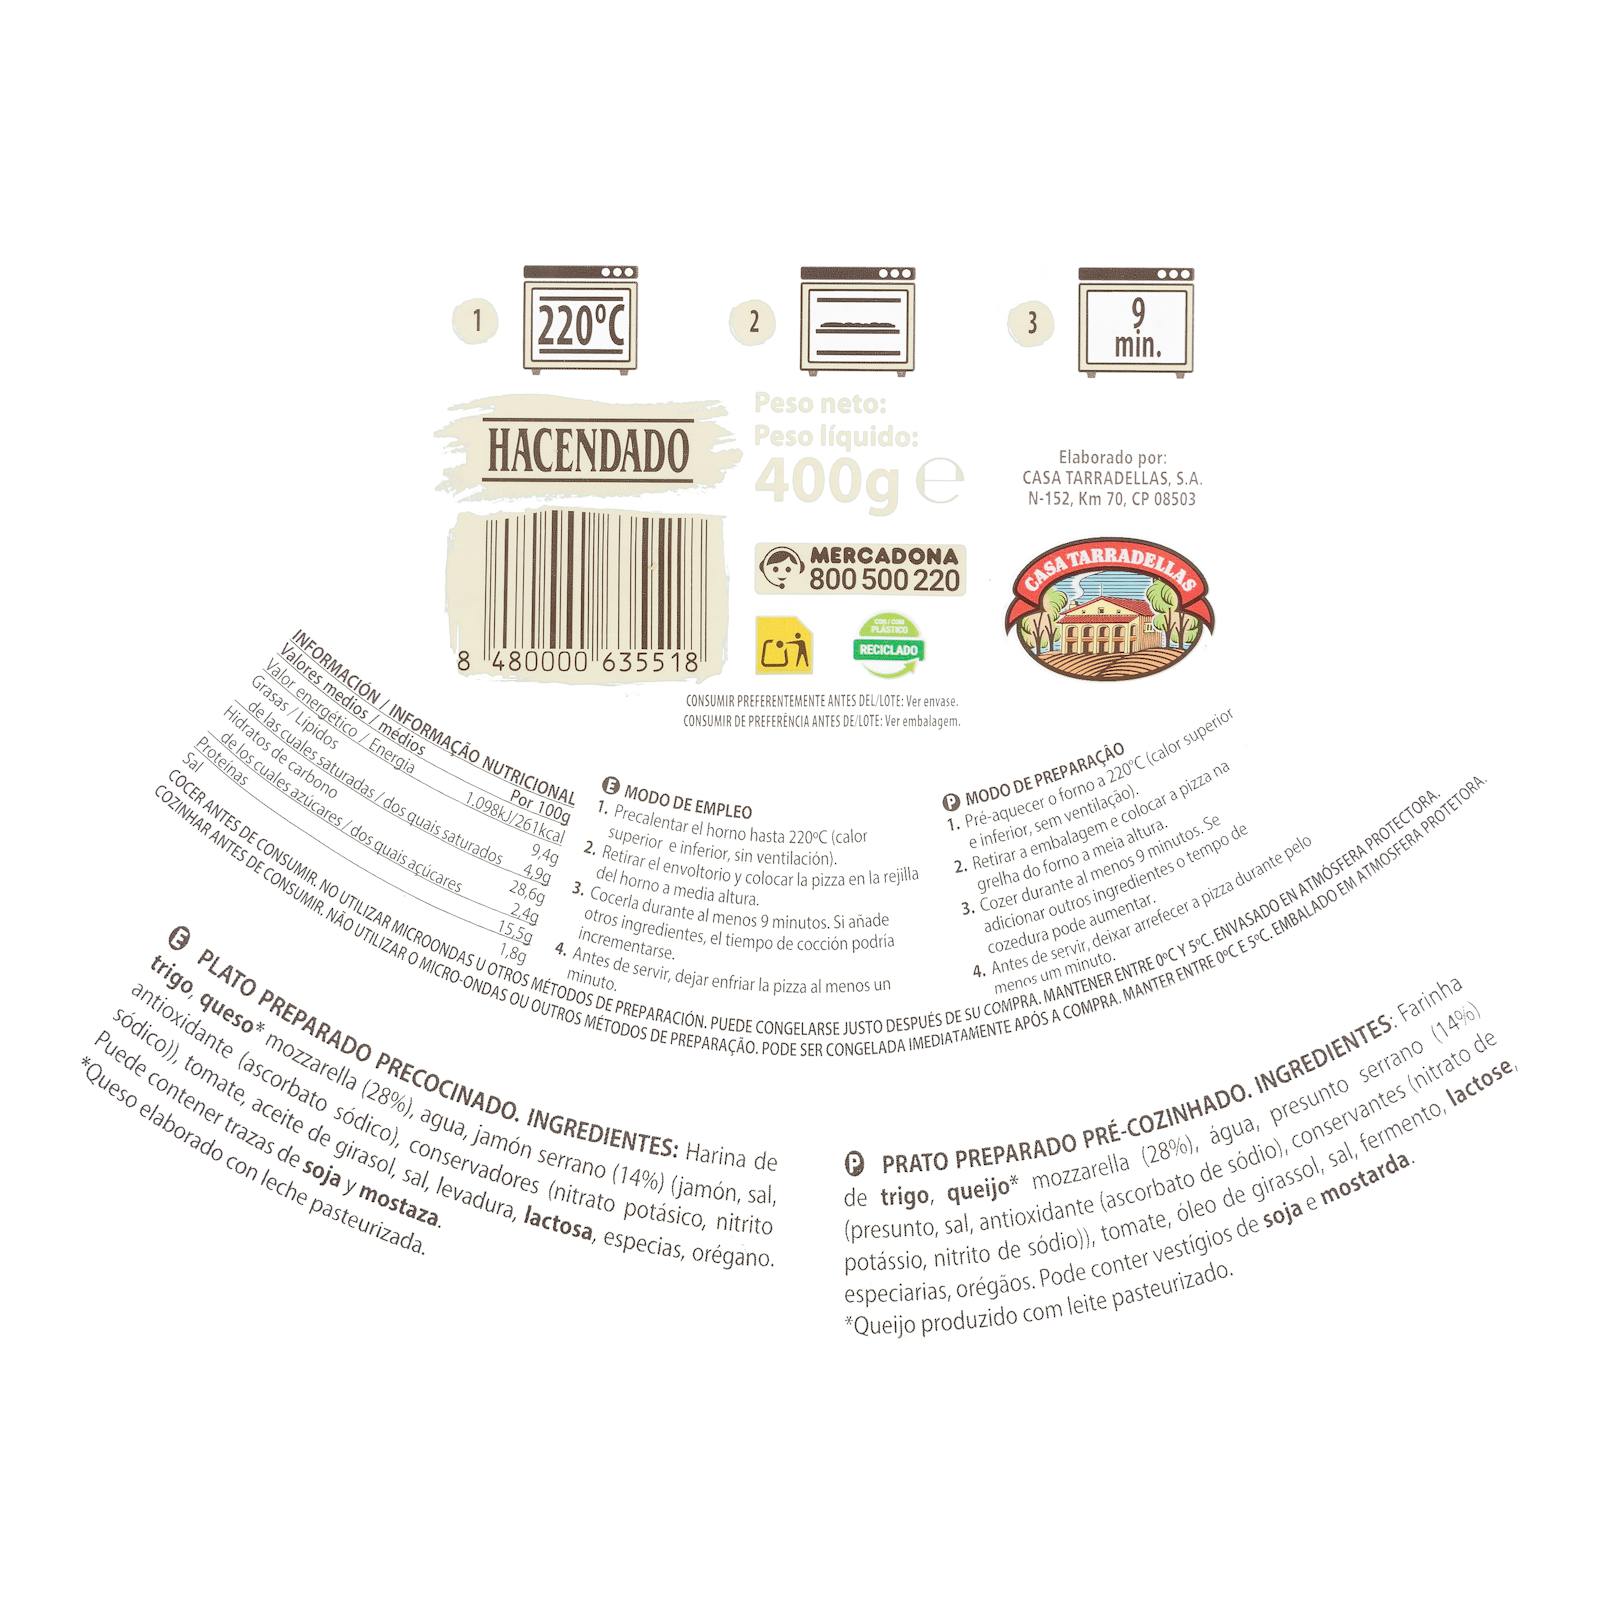 1
220ºC
2
3
9
min.
HACENDADO
Peso neto:
Peso líquido:
400g ℮
Elaborado por:
CASA TARRADELLAS, S.A.
N-152, Km 70, CP 08503
MERCADONA
800 500 220
CASA TARRADELLAS
CON / COM
PLÁSTICO
RECICLADO
8 480000 635518
CONSUMIR PREFERENTEMENTE ANTES DEL/LOTE: Ver envase.
CONSUMIR DE PREFERÊNCIA ANTES DE/LOTE: Ver embalagem.
INFORMACIÓN / INFORMAÇÃO NUTRICIONAL
Valores medios / médios Por 100g
Valor energético / Energia 1.098kJ/261kcal
Grasas / Lípidos 9,4g
de las cuales saturadas / dos quais saturados 4,9g
Hidratos de carbono 28,6g
de los cuales azúcares / dos quais açúcares 2,4g
Proteínas 15,5g
Sal 1,8g
E MODO DE EMPLEO
1. Precalentar el horno hasta 220ºC (calor
superior e inferior, sin ventilación).
2. Retirar el envoltorio y colocar la pizza en la rejilla
del horno a media altura.
3. Cocerla durante al menos 9 minutos. Si añade
otros ingredientes, el tiempo de cocción podría
incrementarse.
4. Antes de servir, dejar enfriar la pizza al menos un
minuto.
P MODO DE PREPARAÇÃO
1. Pré-aquecer o forno a 220ºC (calor superior
e inferior, sem ventilação).
2. Retirar a embalagem e colocar a pizza na
grelha do forno a meia altura.
3. Cozer durante al menos 9 minutos. Se
adicionar outros ingredientes o tempo de
cozedura pode aumentar.
4. Antes de servir, deixar arrefecer a pizza durante pelo
menos um minuto.
COCER ANTES DE CONSUMIR. NO UTILIZAR MICROONDAS U OTROS MÉTODOS DE PREPARACIÓN. PUEDE CONGELARSE JUSTO DESPUÉS DE SU COMPRA. MANTENER ENTRE 0ºC Y 5ºC. ENVASADO EN ATMÓSFERA PROTECTORA.
COZINHAR ANTES DE CONSUMIR. NÃO UTILIZAR O MICRO-ONDAS OU OUTROS MÉTODOS DE PREPARAÇÃO. PODE SER CONGELADA IMEDIATAMENTE APÓS A COMPRA. MANTER ENTRE 0ºC E 5ºC. EMBALADO EM ATMOSFERA PROTETORA.
E PLATO PREPARADO PRECOCINADO. INGREDIENTES: Harina de
trigo, queso* mozzarella (28%), agua, jamón serrano (14%) (jamón, sal,
antioxidante (ascorbato sódico), conservadores (nitrato potásico, nitrito
sódico)), tomate, aceite de girasol, sal, levadura, lactosa, especias, orégano.
Puede contener trazas de soja y mostaza.
*Queso elaborado con leche pasteurizada.
P PRATO PREPARADO PRÉ-COZINHADO. INGREDIENTES: Farinha
de trigo, queijo* mozzarella (28%), água, presunto serrano (14%)
(presunto, sal, antioxidante (ascorbato de sódio), conservantes (nitrato de
potássio, nitrito de sódio)), tomate, óleo de girassol, sal, fermento, lactose,
especiarias, orégãos. Pode conter vestígios de soja e mostarda.
*Queijo produzido com leite pasteurizado.